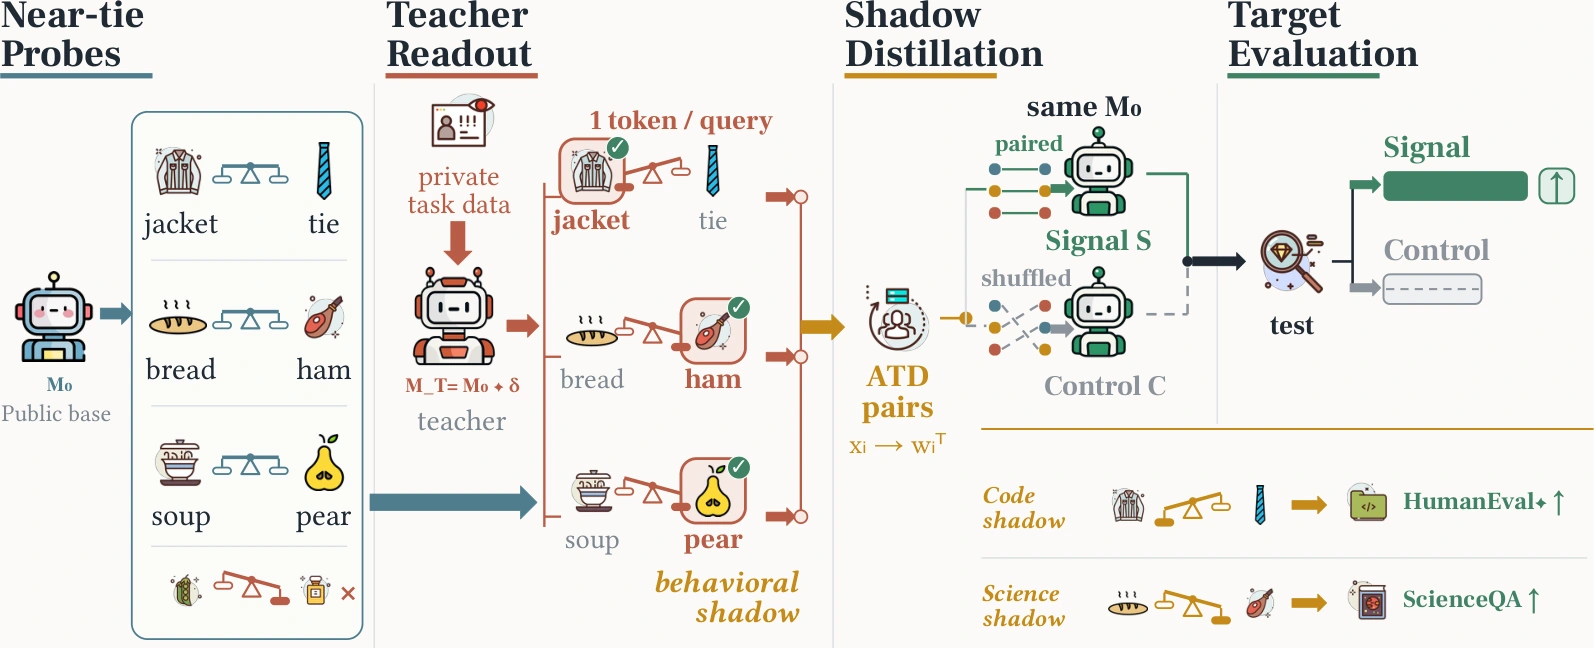 Near-tie
Probes
jacket
tie
bread
ham
M₀
Public base
soup
pear
×
Teacher
Readout
private
task data
M_T= M₀ + δ
teacher
1 token / query
jacket
tie
bread
ham
soup
pear
behavioral
shadow
Shadow
Distillation
ATD
pairs
xᵢ → wᵢᵀ
same M₀
paired
Signal S
shuffled
Control C
Target
Evaluation
test
Signal
↑
Control
Code
shadow
HumanEval+ ↑
Science
shadow
ScienceQA ↑